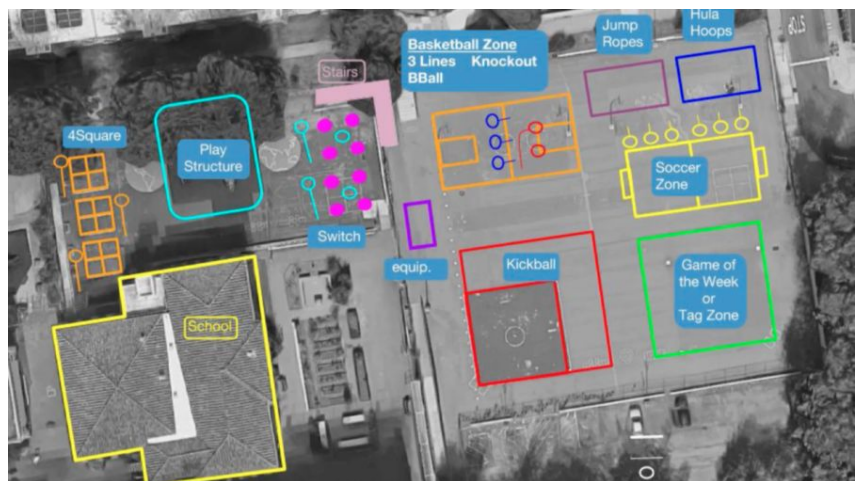 Basketball Zone
3 Lines Knockout
BBall
Jump
Ropes
Hula
Hoops
STOP
Stairs
4Square
Play
Structure
Soccer
Zone
Switch
equip.
Kickball
Game of
the Week
or
Tag Zone
School